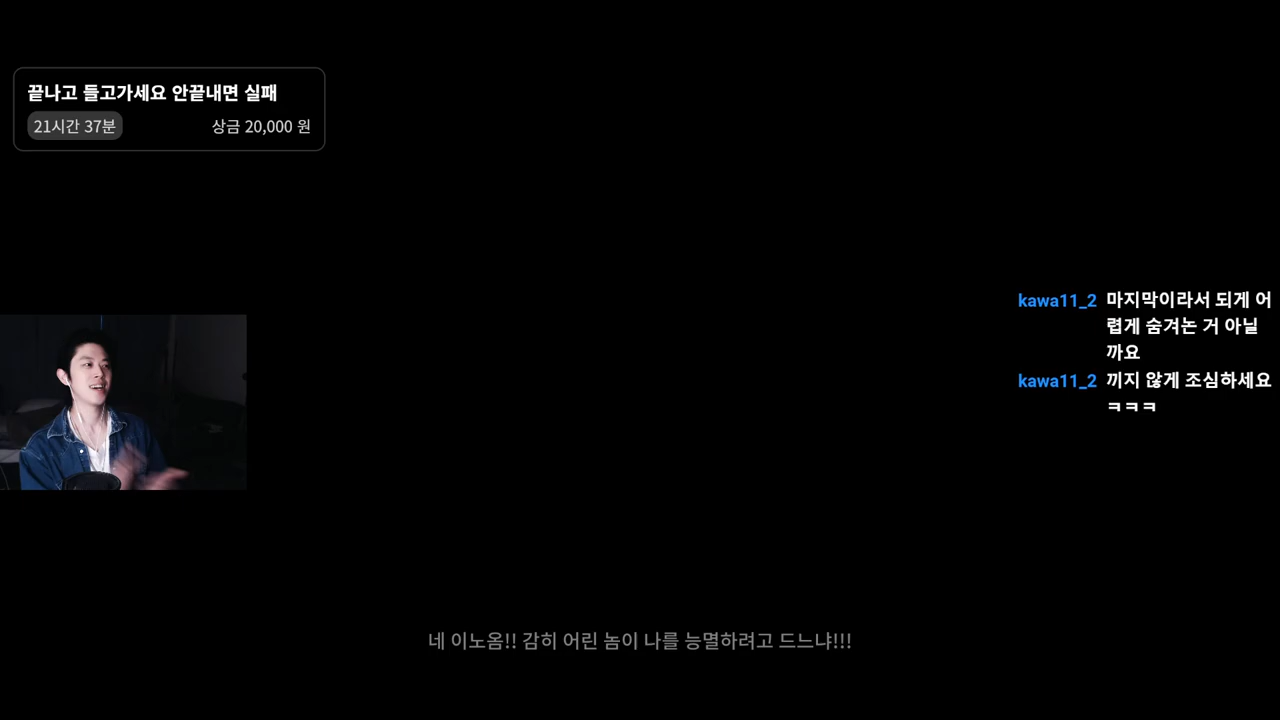 끝나고 들고가세요 안끝내면 실패
21시간 37분 상금 20,000 원
kawa11_2 마지막이라서 되게 어
렵게 숨겨논 거 아닐
까요
kawa11_2 끼지 않게 조심하세요
ㅋㅋㅋ
네 이노옴!! 감히 어린 놈이 나를 능멸하려고 드느냐!!!